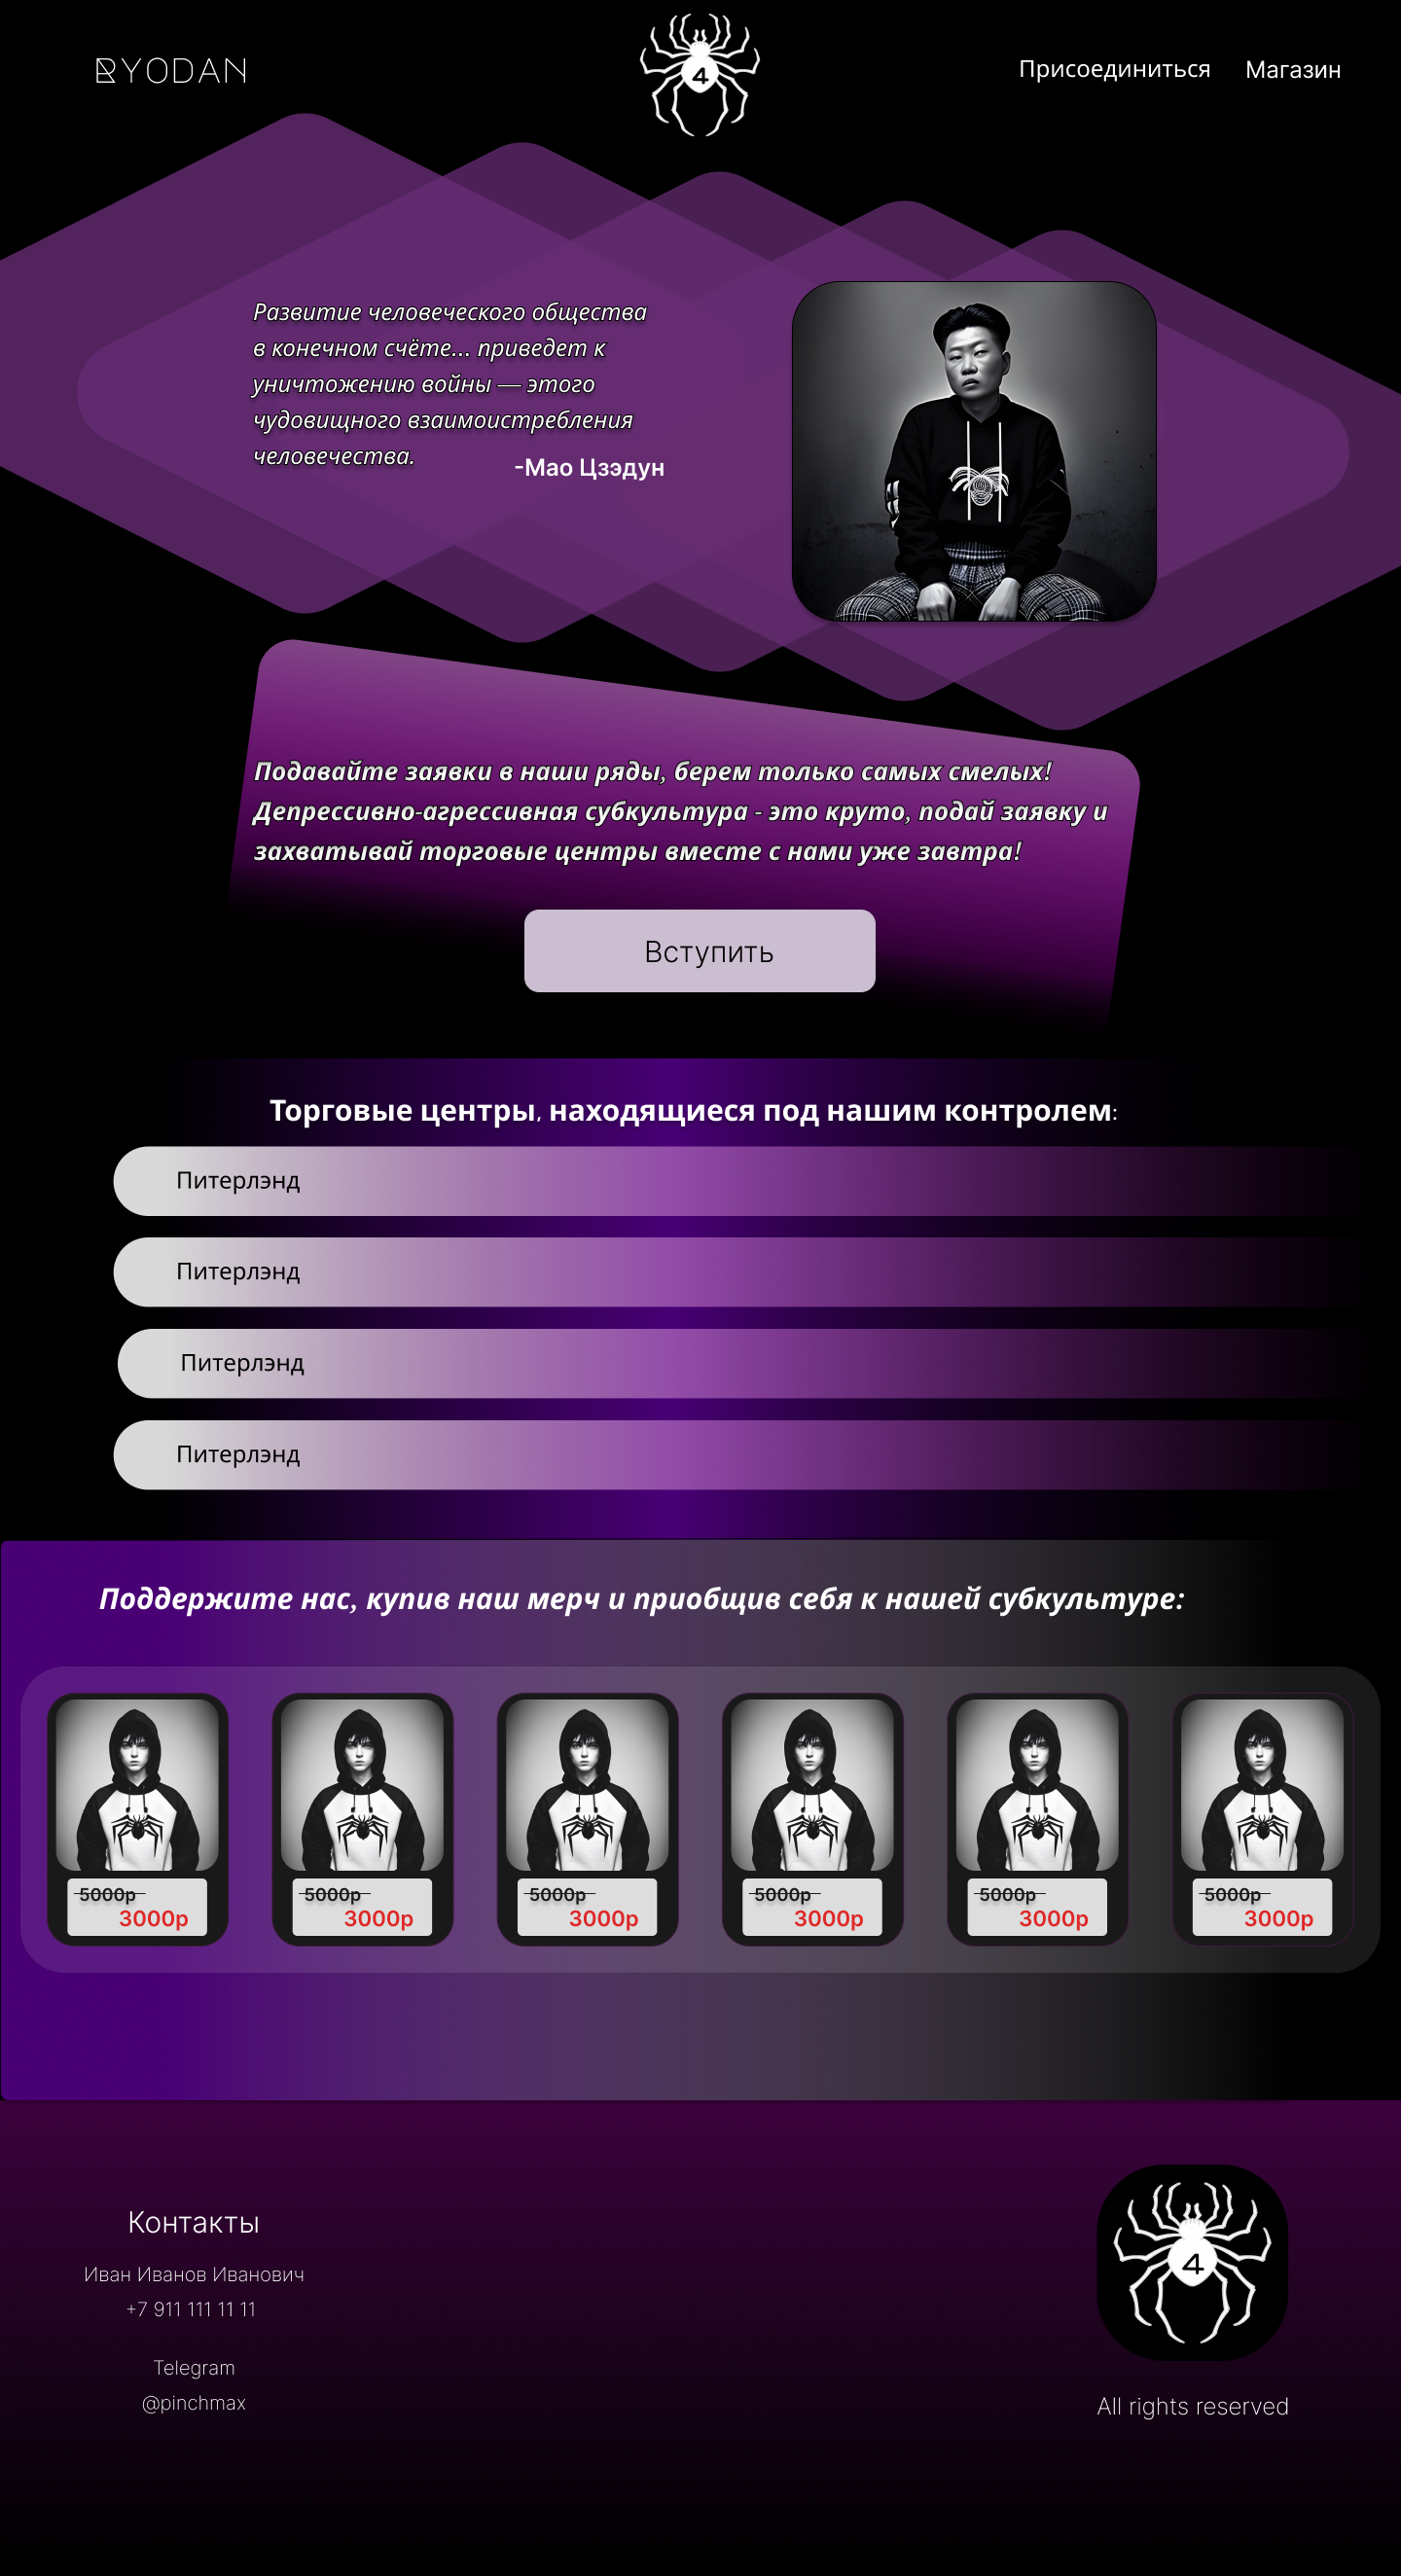 RYODAN
4
Присоединиться
Магазин
Развитие человеческого общества
в конечном счёте... приведет к
уничтожению войны — этого
чудовищного взаимоистребления
человечества.
-Мао Цзэдун
Подавайте заявки в наши ряды, берем только самых смелых!
Депрессивно-агрессивная субкультура - это круто, подай заявку и
захватывай торговые центры вместе с нами уже завтра!
Вступить
Торговые центры, находящиеся под нашим контролем:
Питерлэнд
Питерлэнд
Питерлэнд
Питерлэнд
Поддержите нас, купив наш мерч и приобщив себя к нашей субкультуре:
5000р
3000р
5000р
3000р
5000р
3000р
5000р
3000р
5000р
3000р
5000р
3000р
Контакты
Иван Иванов Иванович
+7 911 111 11 11
Telegram
@pinchmax
4
All rights reserved